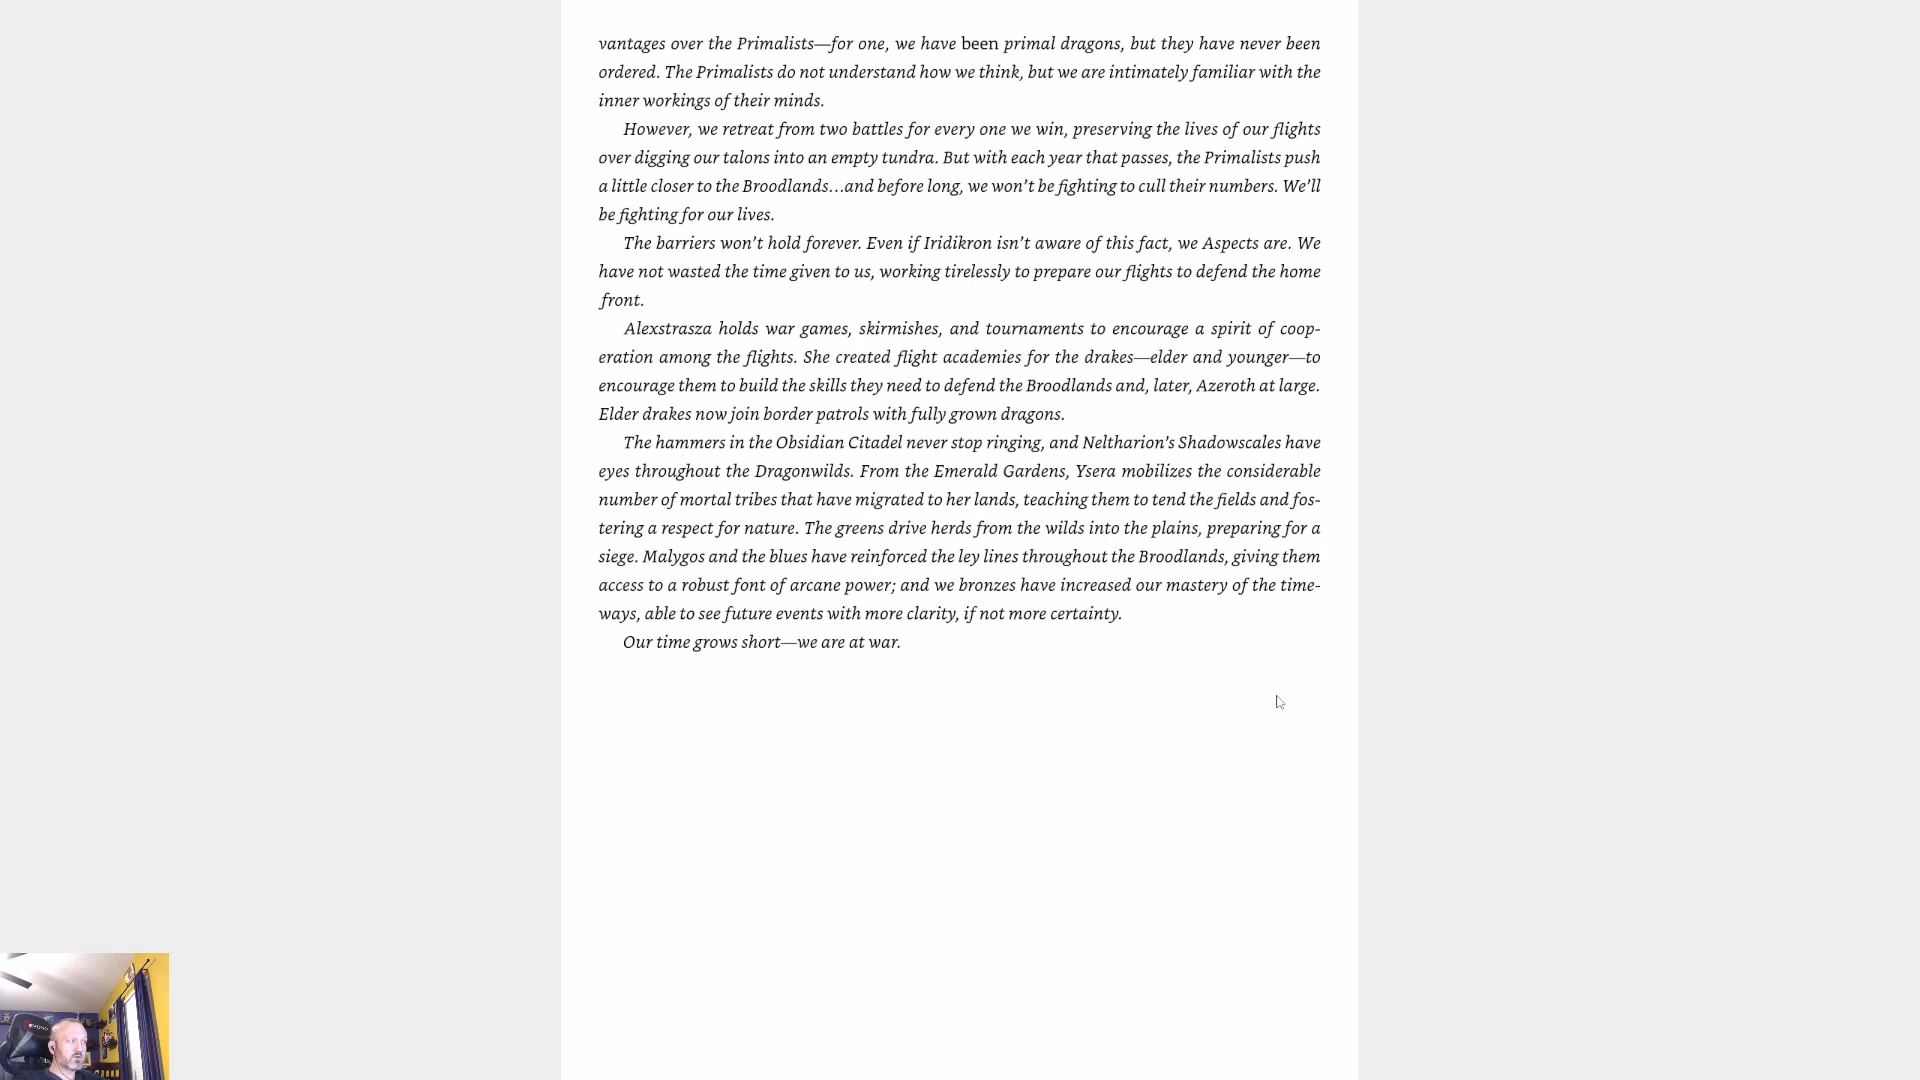 vantages over the Primalists—for one, we have been primal dragons, but they have never been
ordered. The Primalists do not understand how we think, but we are intimately familiar with the
inner workings of their minds.
However, we retreat from two battles for every one we win, preserving the lives of our flights
over digging our talons into an empty tundra. But with each year that passes, the Primalists push
a little closer to the Broodlands…and before long, we won’t be fighting to cull their numbers. We’ll
be fighting for our lives.
The barriers won’t hold forever. Even if Iridikron isn’t aware of this fact, we Aspects are. We
have not wasted the time given to us, working tirelessly to prepare our flights to defend the home
front.
Alexstrasza holds war games, skirmishes, and tournaments to encourage a spirit of coop-
eration among the flights. She created flight academies for the drakes—elder and younger—to
encourage them to build the skills they need to defend the Broodlands and, later, Azeroth at large.
Elder drakes now join border patrols with fully grown dragons.
The hammers in the Obsidian Citadel never stop ringing, and Neltharion’s Shadowscales have
eyes throughout the Dragonwilds. From the Emerald Gardens, Ysera mobilizes the considerable
number of mortal tribes that have migrated to her lands, teaching them to tend the fields and fos-
tering a respect for nature. The greens drive herds from the wilds into the plains, preparing for a
siege. Malygos and the blues have reinforced the ley lines throughout the Broodlands, giving them
access to a robust font of arcane power; and we bronzes have increased our mastery of the time-
ways, able to see future events with more clarity, if not more certainty.
Our time grows short—we are at war.